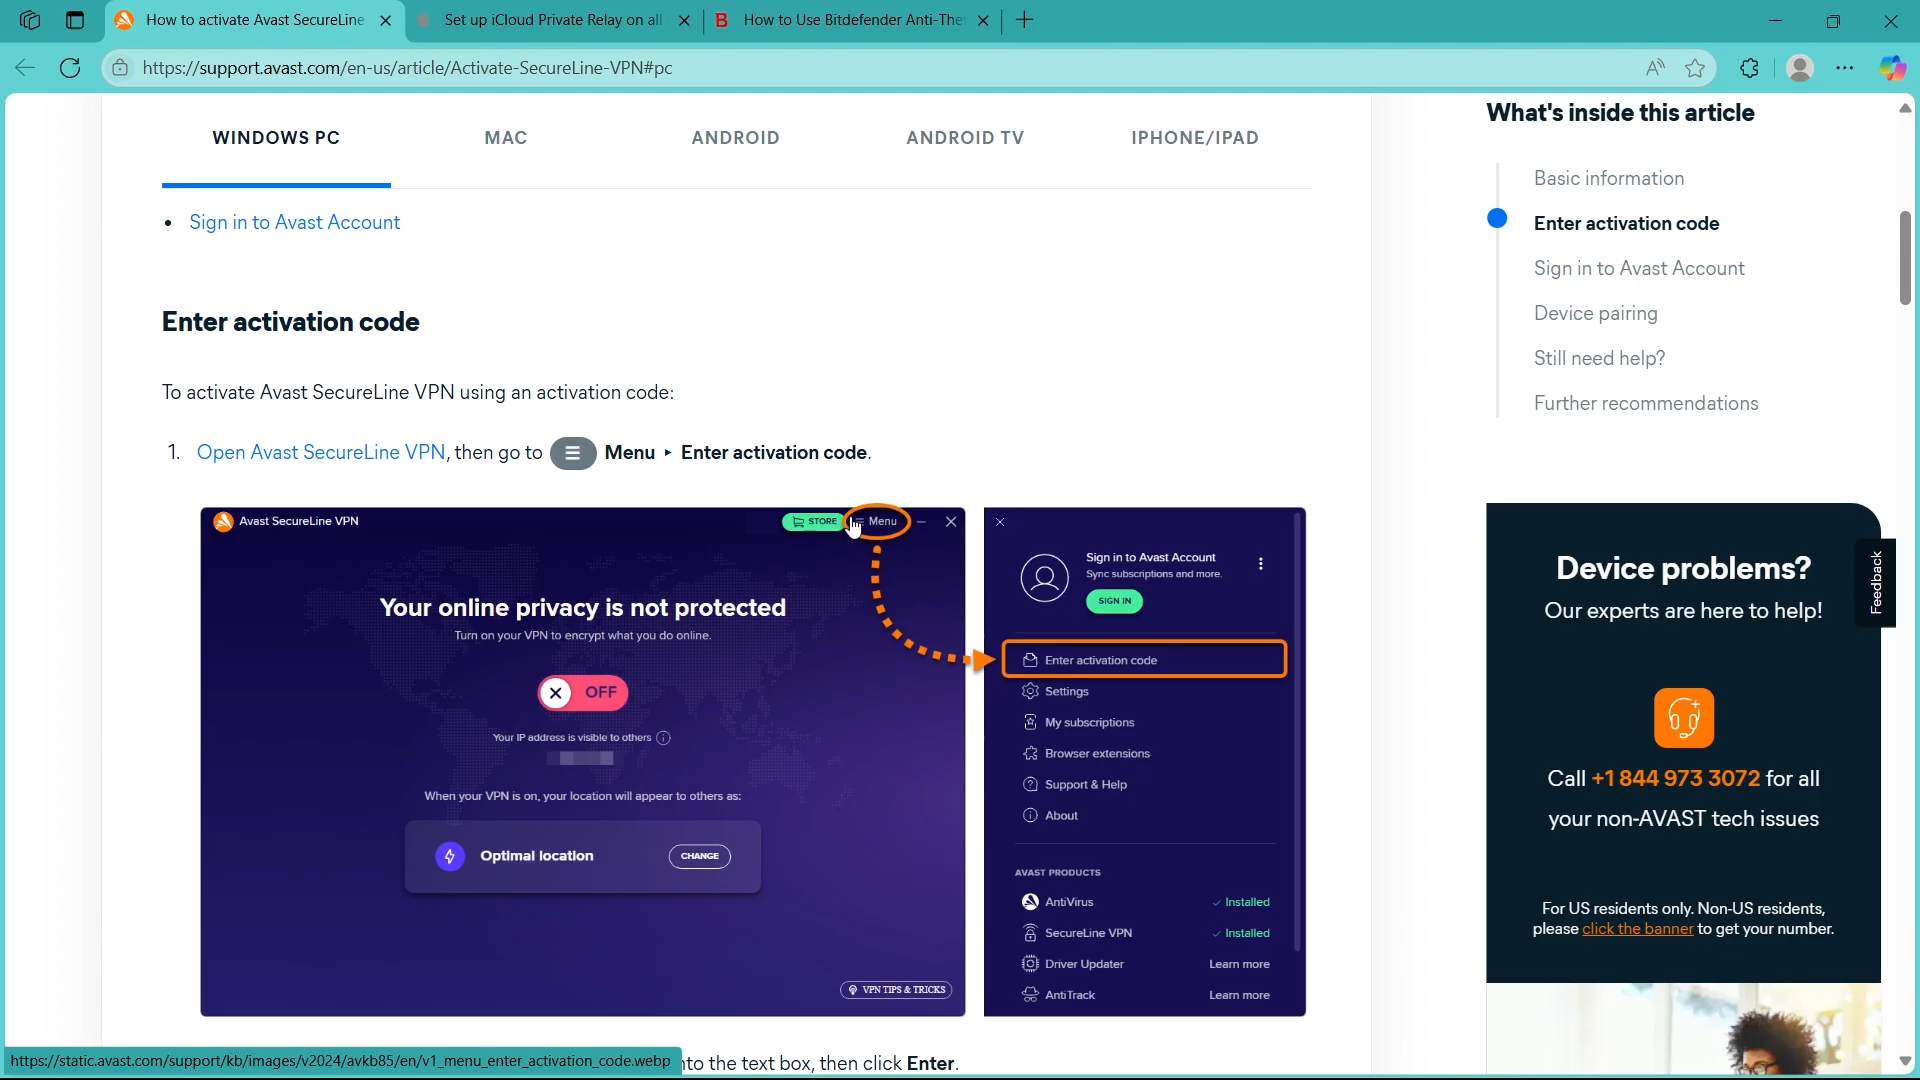 How to activate Avast SecureLine
Set up iCloud Private Relay on all
How to Use Bitdefender Anti-The
https://support.avast.com/en-us/article/Activate-SecureLine-VPN#pc
WINDOWS PC
MAC
ANDROID
ANDROID TV
IPHONE/IPAD
• Sign in to Avast Account
Enter activation code
To activate Avast SecureLine VPN using an activation code:
1. Open Avast SecureLine VPN, then go to ☰ Menu ▸ Enter activation code.
Avast SecureLine VPN
STORE
Menu
Your online privacy is not protected
Turn on your VPN to encrypt what you do online.
OFF
Your IP address is visible to others
When your VPN is on, your location will appear to others as:
Optimal location
CHANGE
VPN TIPS & TRICKS
Sign in to Avast Account
Sync subscriptions and more.
SIGN IN
Enter activation code
Settings
My subscriptions
Browser extensions
Support & Help
About
AVAST PRODUCTS
AntiVirus ✓ Installed
SecureLine VPN ✓ Installed
Driver Updater Learn more
AntiTrack Learn more
nto the text box, then click Enter.
https://static.avast.com/support/kb/images/v2024/avkb85/en/v1_menu_enter_activation_code.webp
What's inside this article
Basic information
Enter activation code
Sign in to Avast Account
Device pairing
Still need help?
Further recommendations
Device problems?
Our experts are here to help!
Call +1 844 973 3072 for all
your non-AVAST tech issues
For US residents only. Non-US residents,
please click the banner to get your number.
Feedback